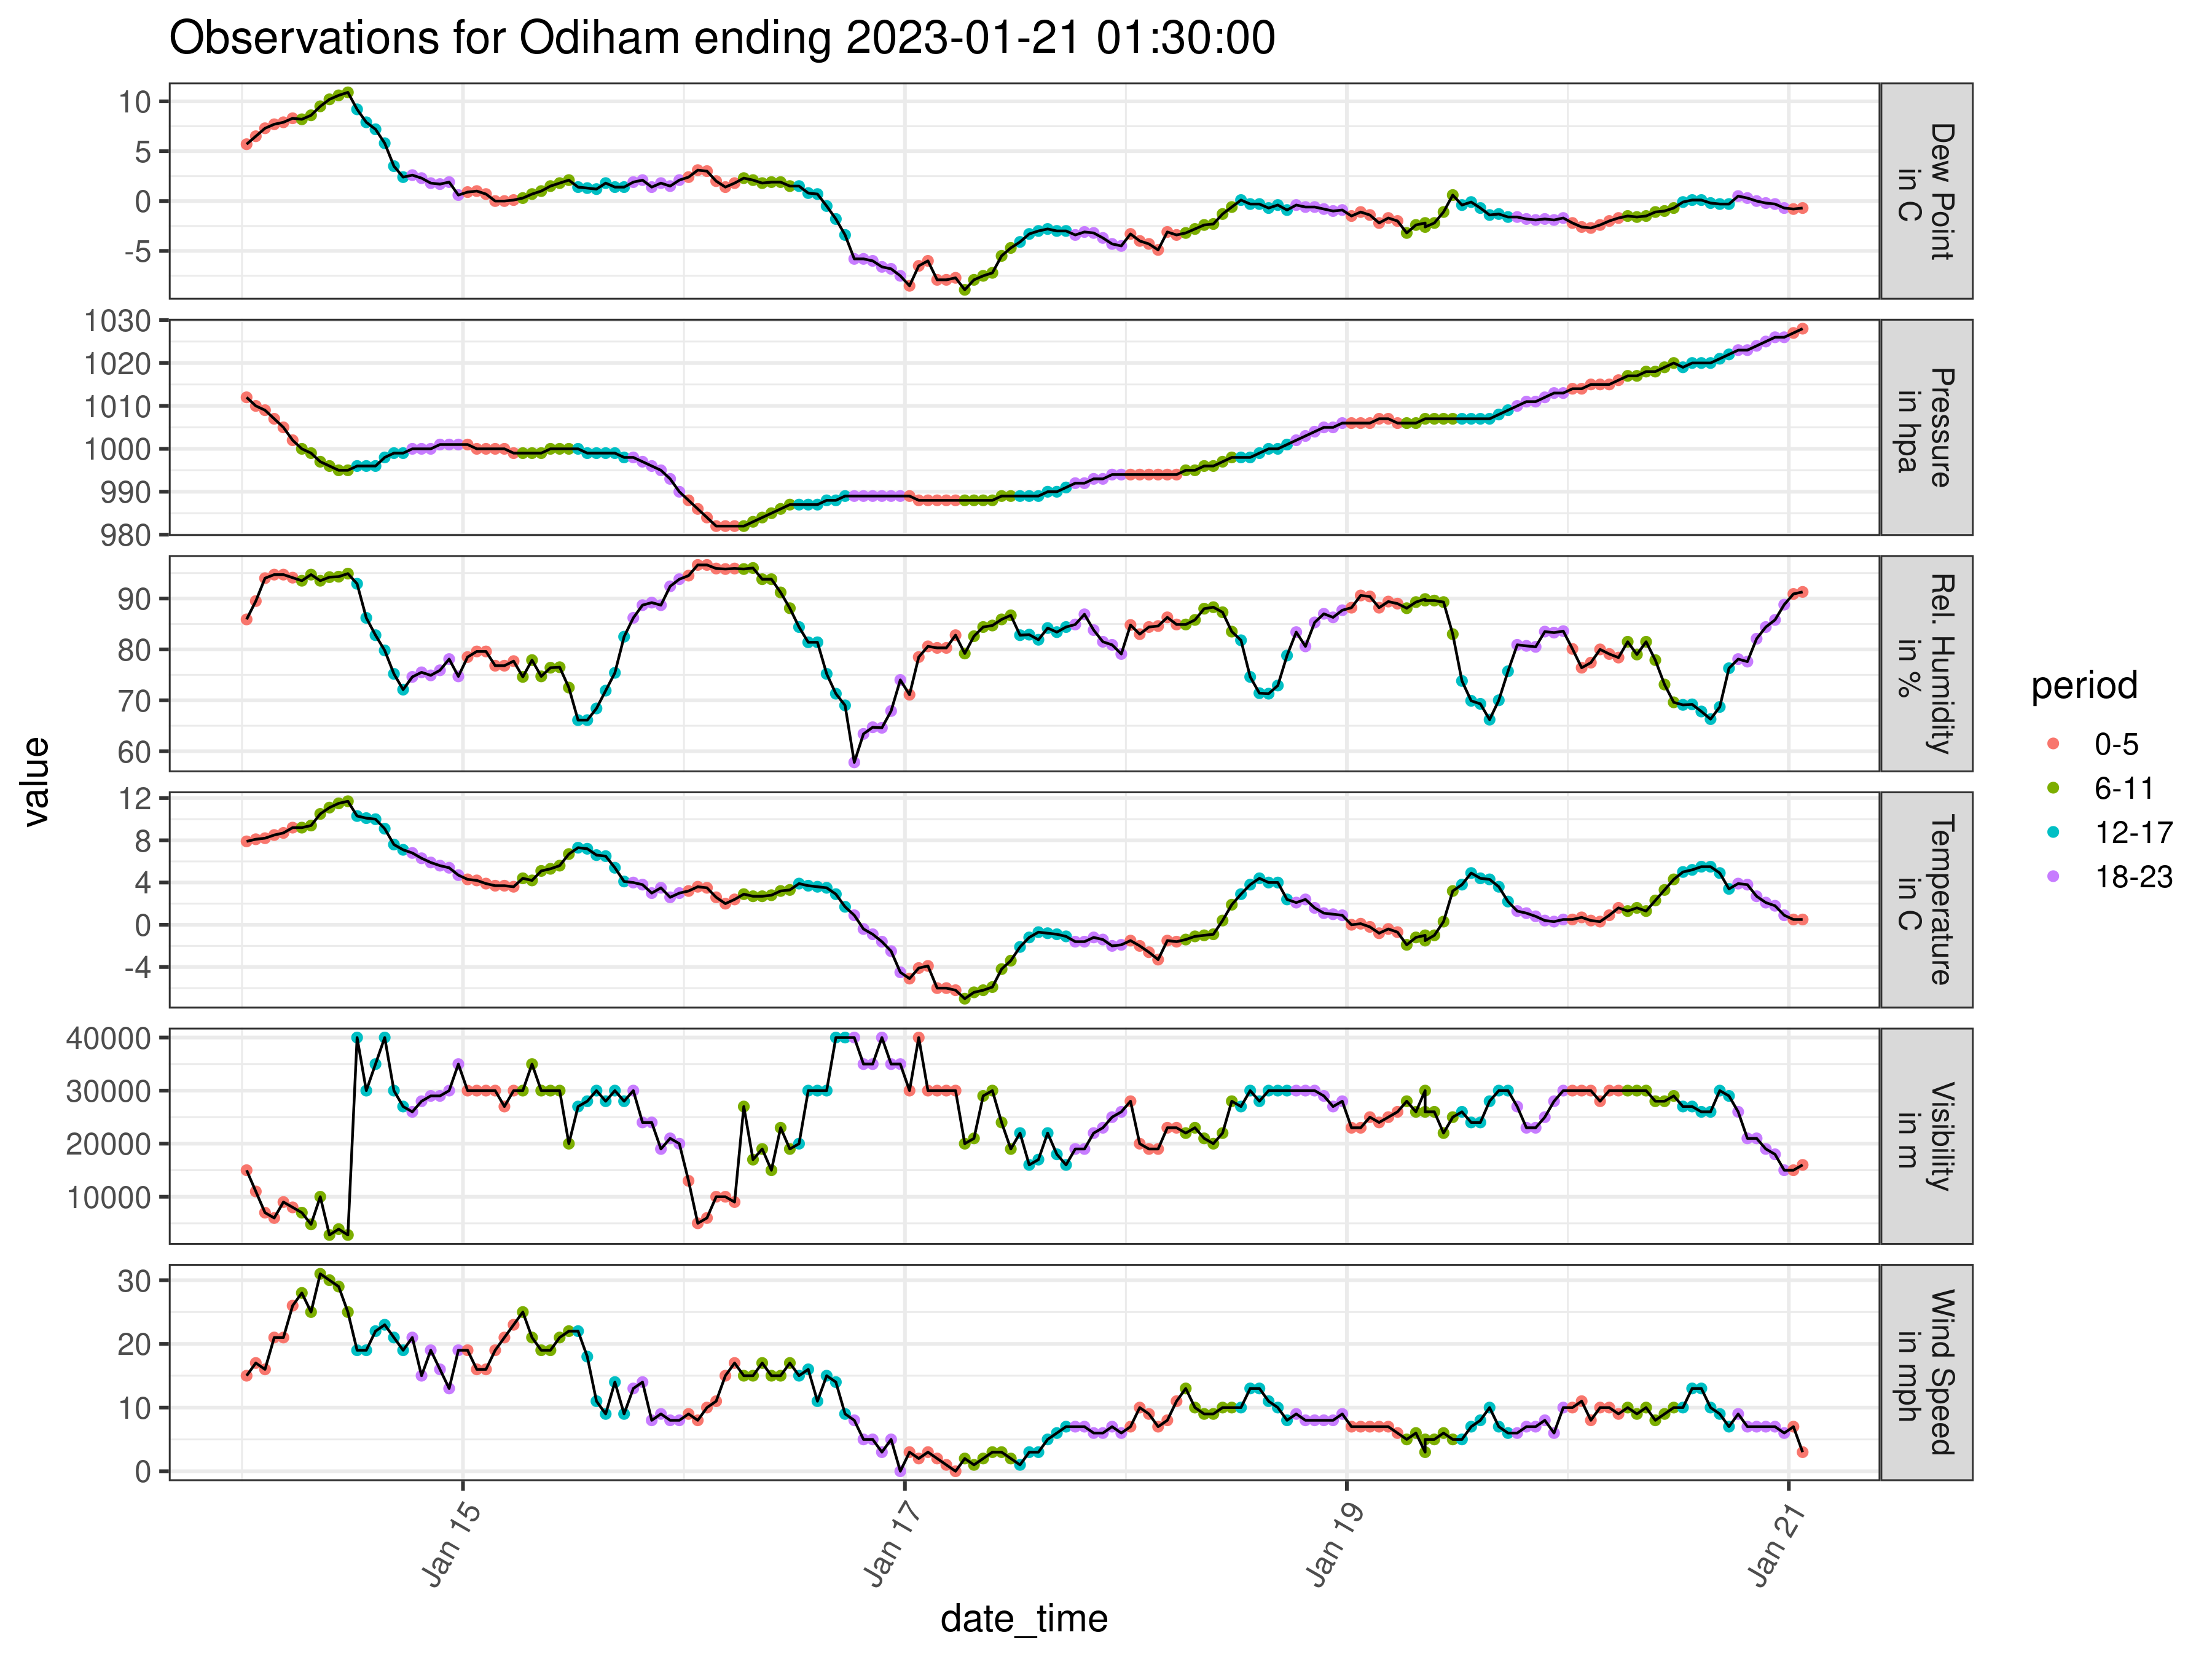 Observations for Odiham ending 2023-01-21 01:30:00
10
5
0
-5
Dew Point
in C
1030
1020
1010
1000
990
980
Pressure
in hpa
90
80
70
60
Rel. Humidity
in %
12
8
4
0
-4
Temperature
in C
40000
30000
20000
10000
Visibility
in m
30
20
10
0
Wind Speed
in mph
value
Jan 15
Jan 17
Jan 19
Jan 21
date_time
period
0-5
6-11
12-17
18-23